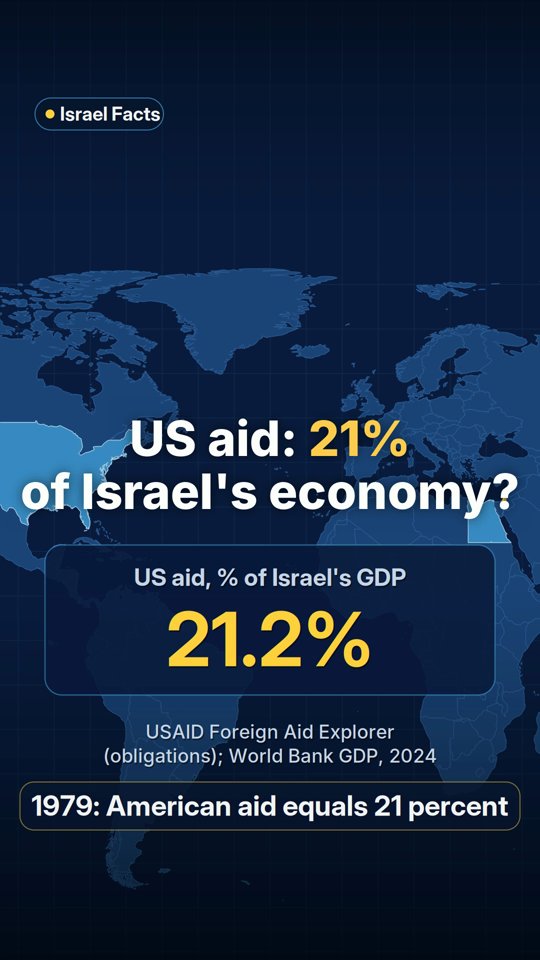 Israel Facts
US aid: 21%
of Israel's economy?
US aid, % of Israel's GDP
21.2%
USAID Foreign Aid Explorer
(obligations); World Bank GDP, 2024
1979: American aid equals 21 percent